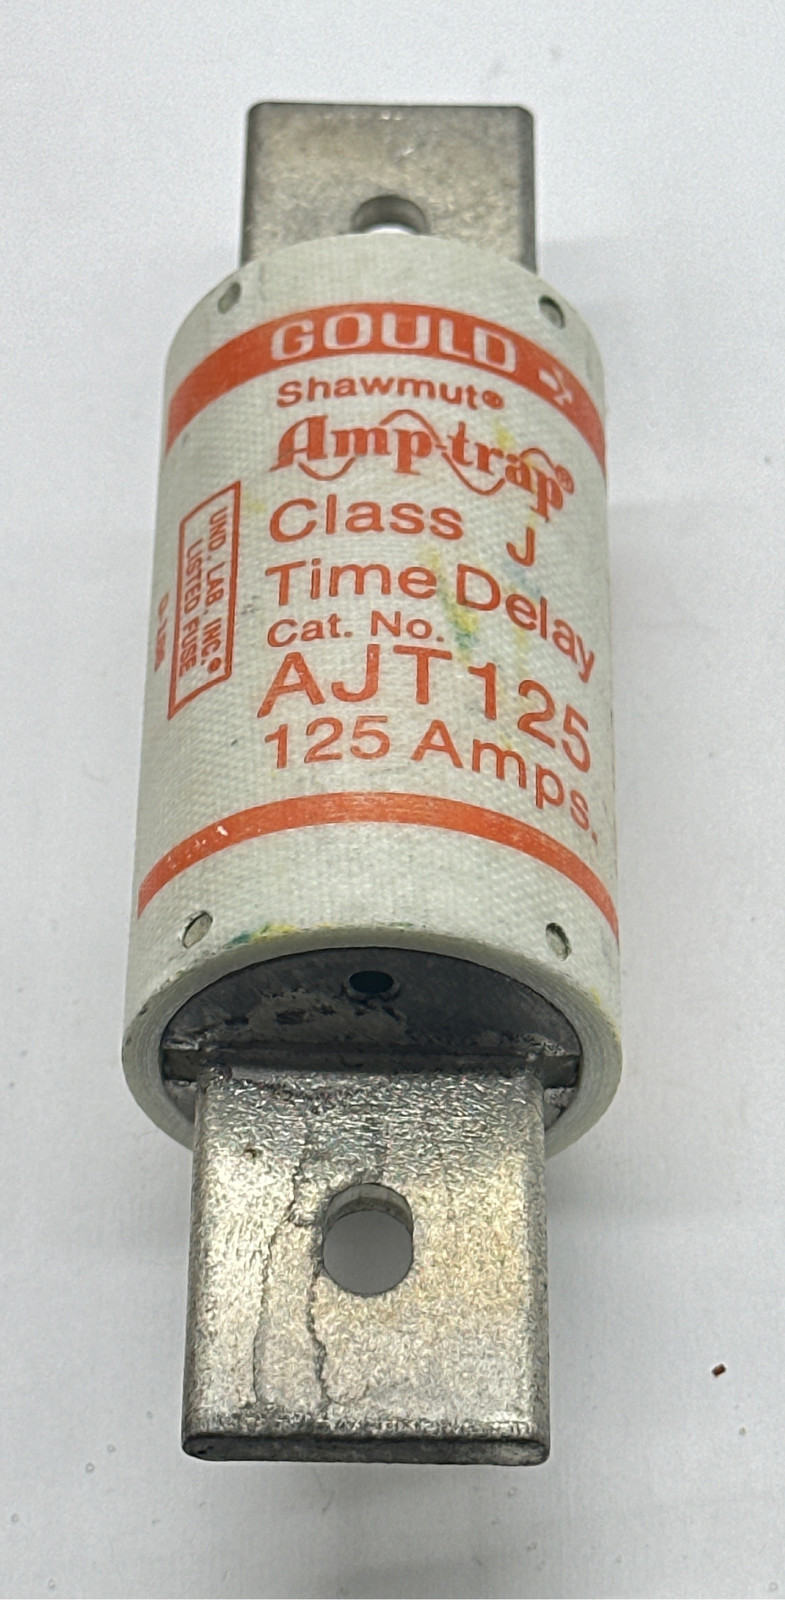 GOULD
Shawmut®
Amp-trap®
Class J
Time Delay
Cat. No.
AJT125
125 Amps.
UND. LAB. INC.®
LISTED FUSE